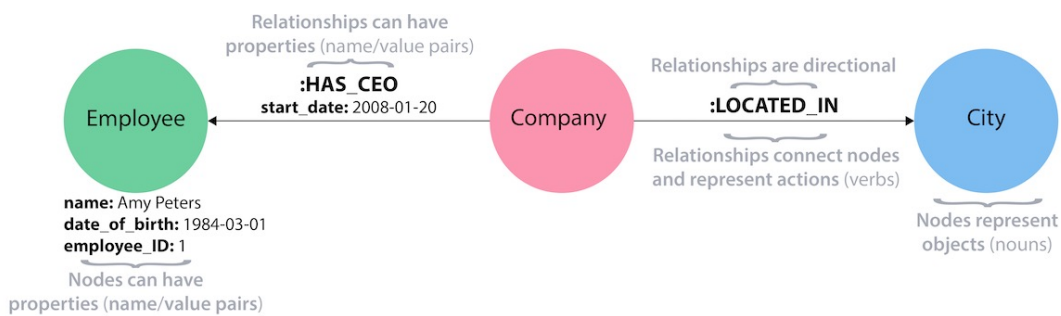 Relationships can have
properties (name/value pairs)
:HAS_CEO
start_date: 2008-01-20
Employee
name: Amy Peters
date_of_birth: 1984-03-01
employee_ID: 1
Nodes can have
properties (name/value pairs)
Company
Relationships are directional
:LOCATED_IN
Relationships connect nodes
and represent actions (verbs)
City
Nodes represent
objects (nouns)